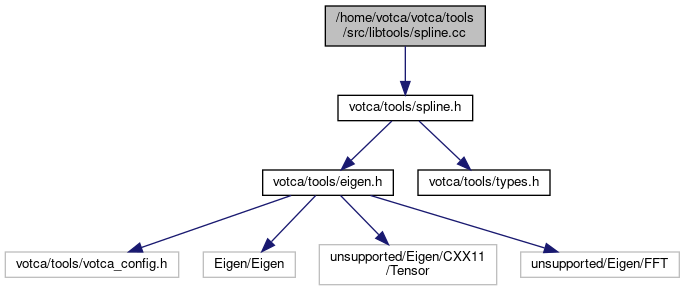 /home/votca/votca/tools
/src/libtools/spline.cc
votca/tools/spline.h
votca/tools/eigen.h
votca/tools/types.h
votca/tools/votca_config.h
Eigen/Eigen
unsupported/Eigen/CXX11
/Tensor
unsupported/Eigen/FFT